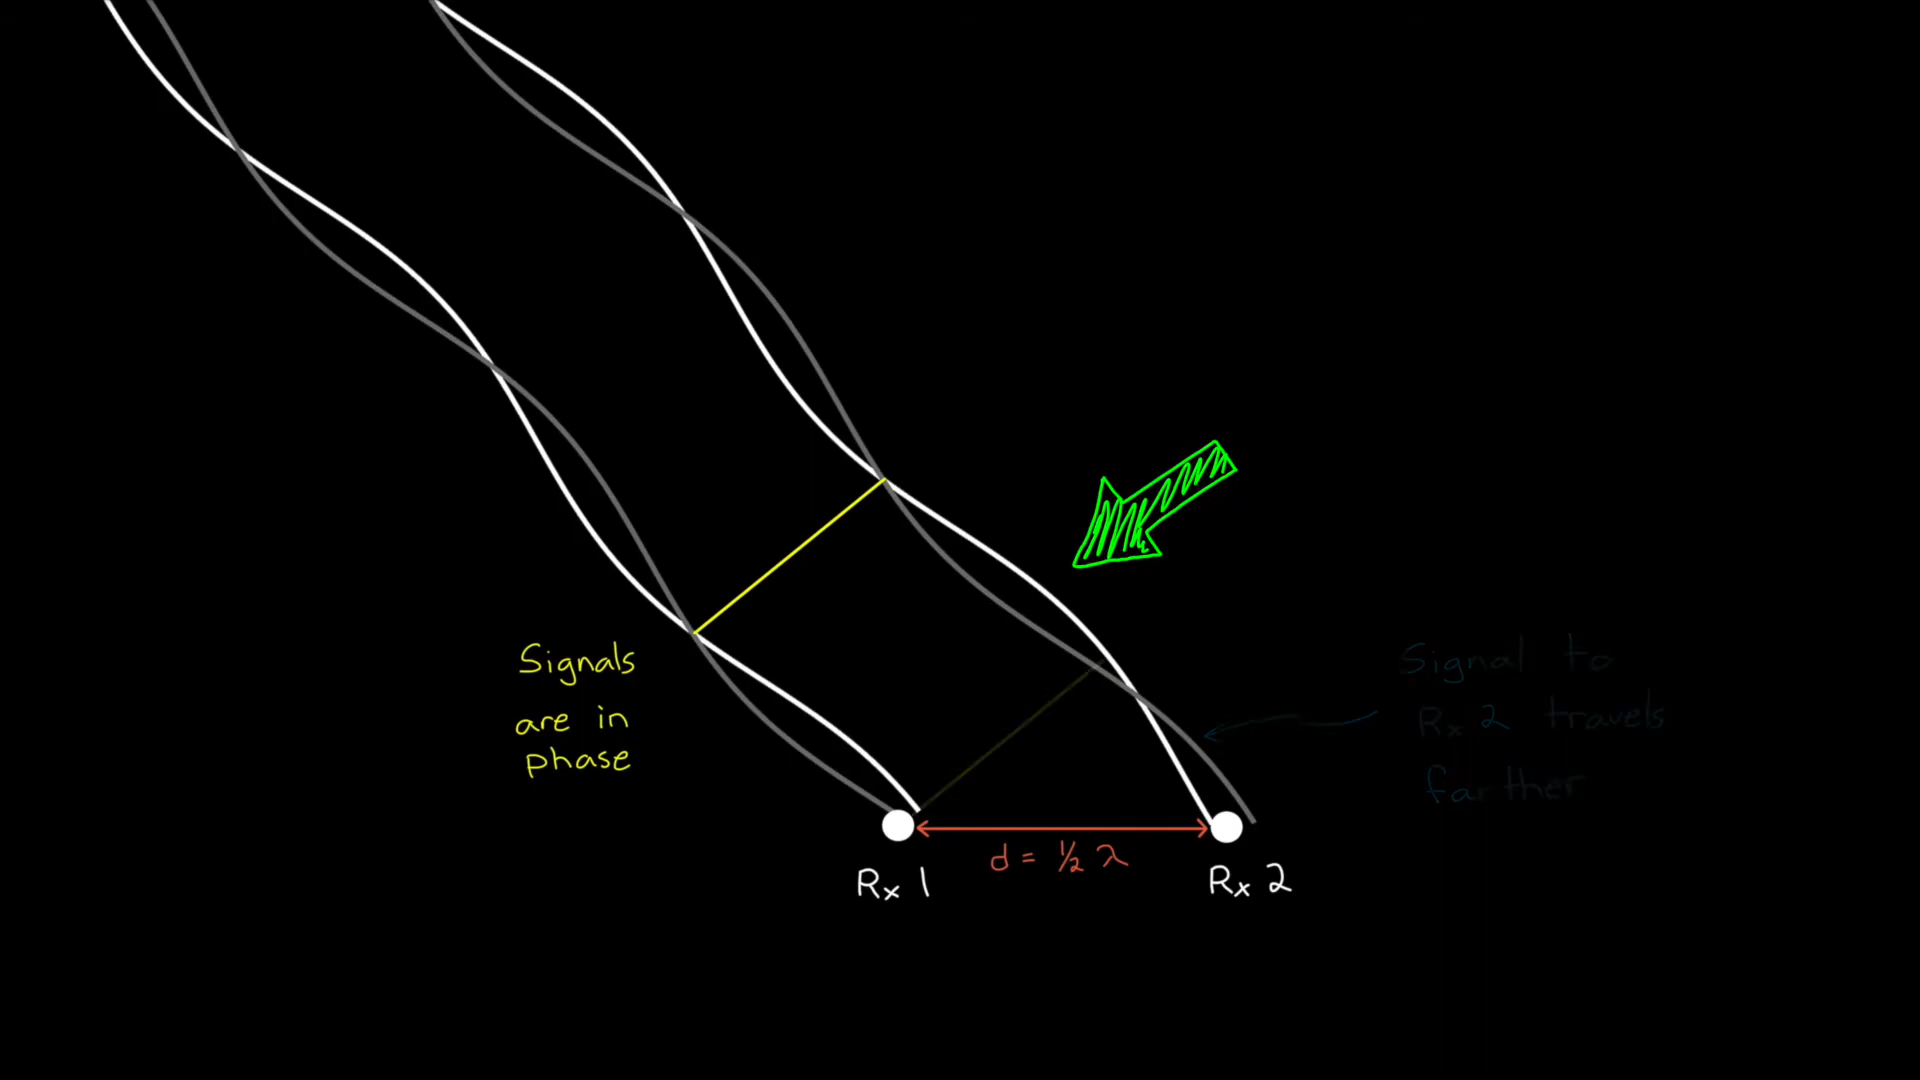 Signals
are in
phase
Signal to
Rx 2 travels
farther
d = ½ λ
Rx 1
Rx 2